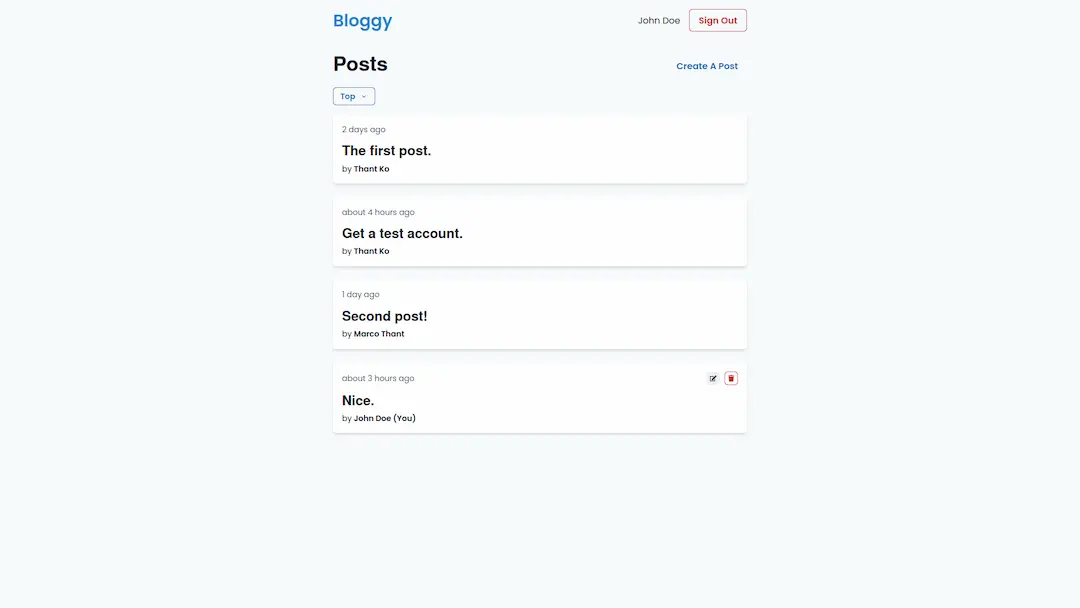 Bloggy
John Doe
Sign Out
Posts
Create A Post
Top
2 days ago
The first post.
by Thant Ko
about 4 hours ago
Get a test account.
by Thant Ko
1 day ago
Second post!
by Marco Thant
about 3 hours ago
Nice.
by John Doe (You)